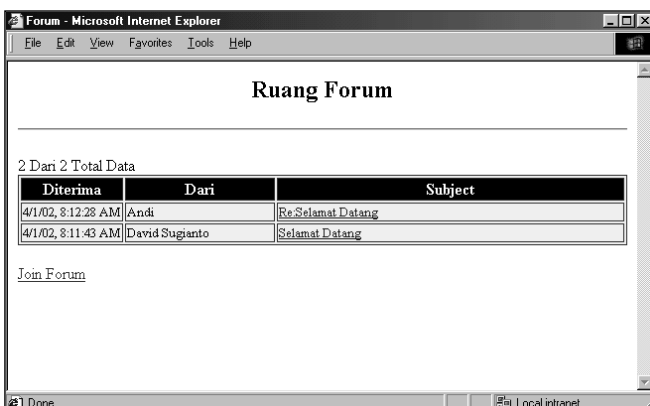 Forum - Microsoft Internet Explorer
File Edit View Favorites Tools Help
Ruang Forum
2 Dari 2 Total Data
Diterima Dari Subject
4/1/02, 8:12:28 AM Andi Re:Selamat Datang
4/1/02, 8:11:43 AM David Sugianto Selamat Datang
Join Forum
Done Local intranet